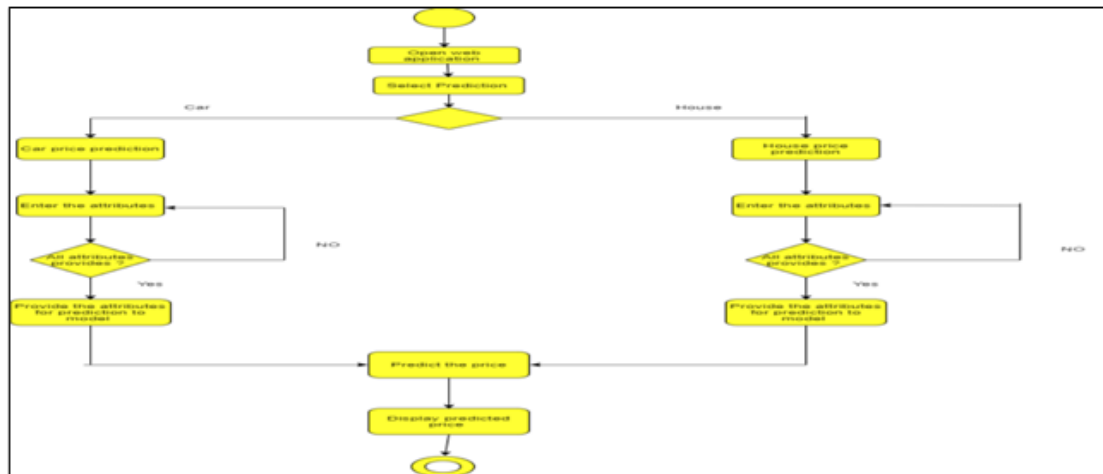 Open web
application
Select Prediction
Car
House
Car price prediction
House price
prediction
Enter the attributes
Enter the attributes
NO
NO
All attributes
provides ?
All attributes
provides ?
Yes
Yes
Provide the attributes
for prediction to
model
Provide the attributes
for prediction to
model
Predict the price
Display predicted
price